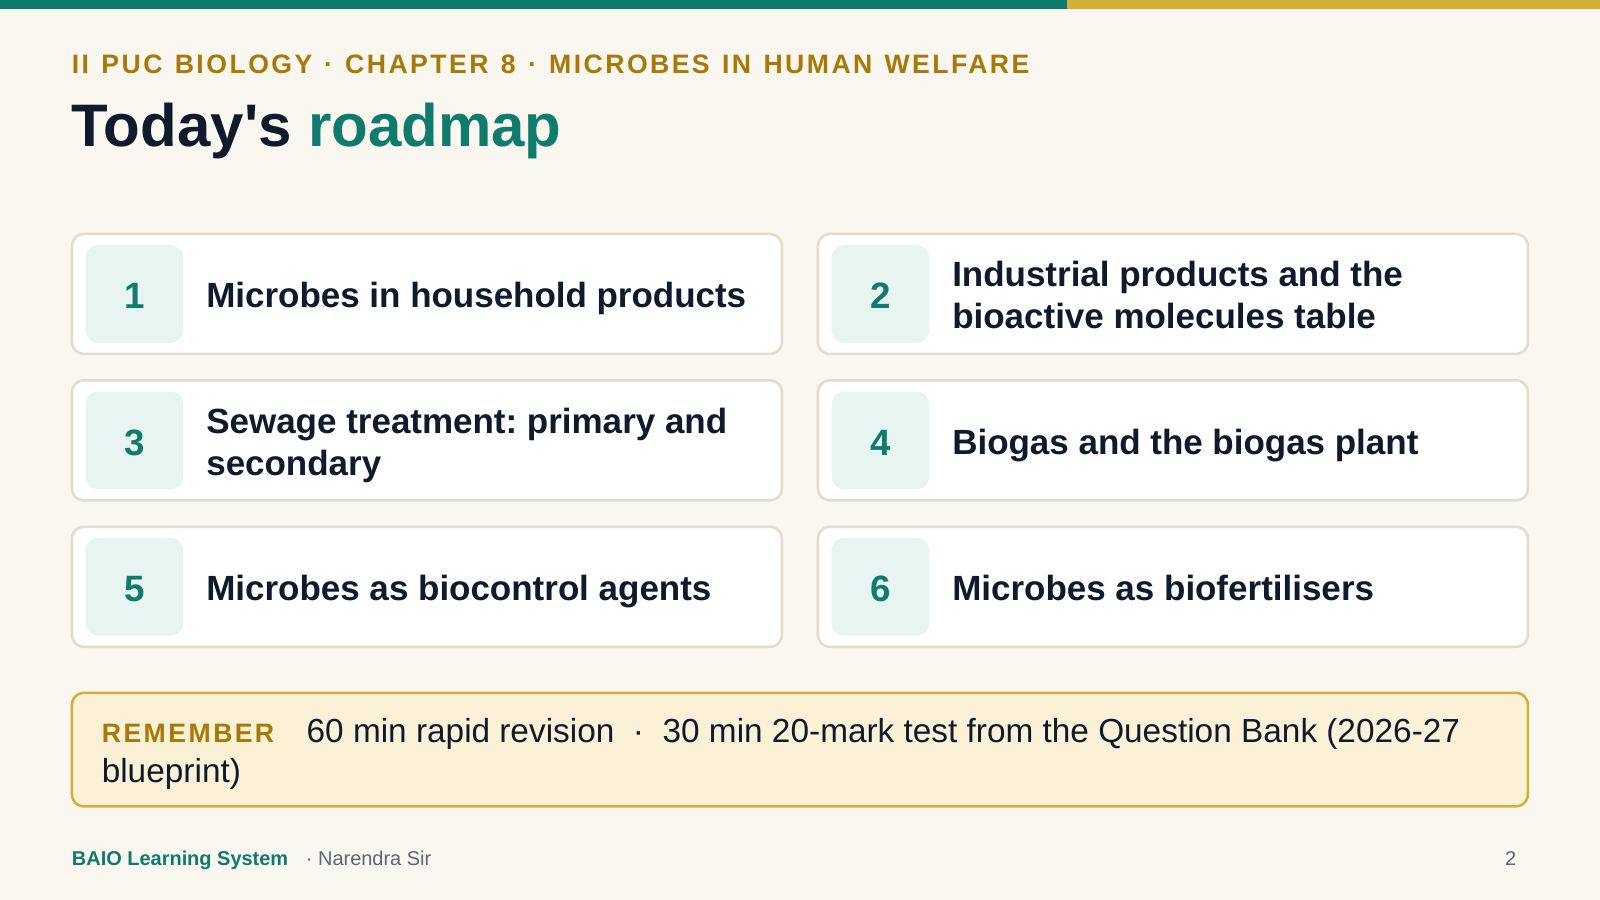 II PUC BIOLOGY · CHAPTER 8 · MICROBES IN HUMAN WELFARE
Today's roadmap
1
Microbes in household products
2
Industrial products and the
bioactive molecules table
3
Sewage treatment: primary and
secondary
4
Biogas and the biogas plant
5
Microbes as biocontrol agents
6
Microbes as biofertilisers
REMEMBER 60 min rapid revision · 30 min 20-mark test from the Question Bank (2026-27
blueprint)
BAIO Learning System · Narendra Sir
2